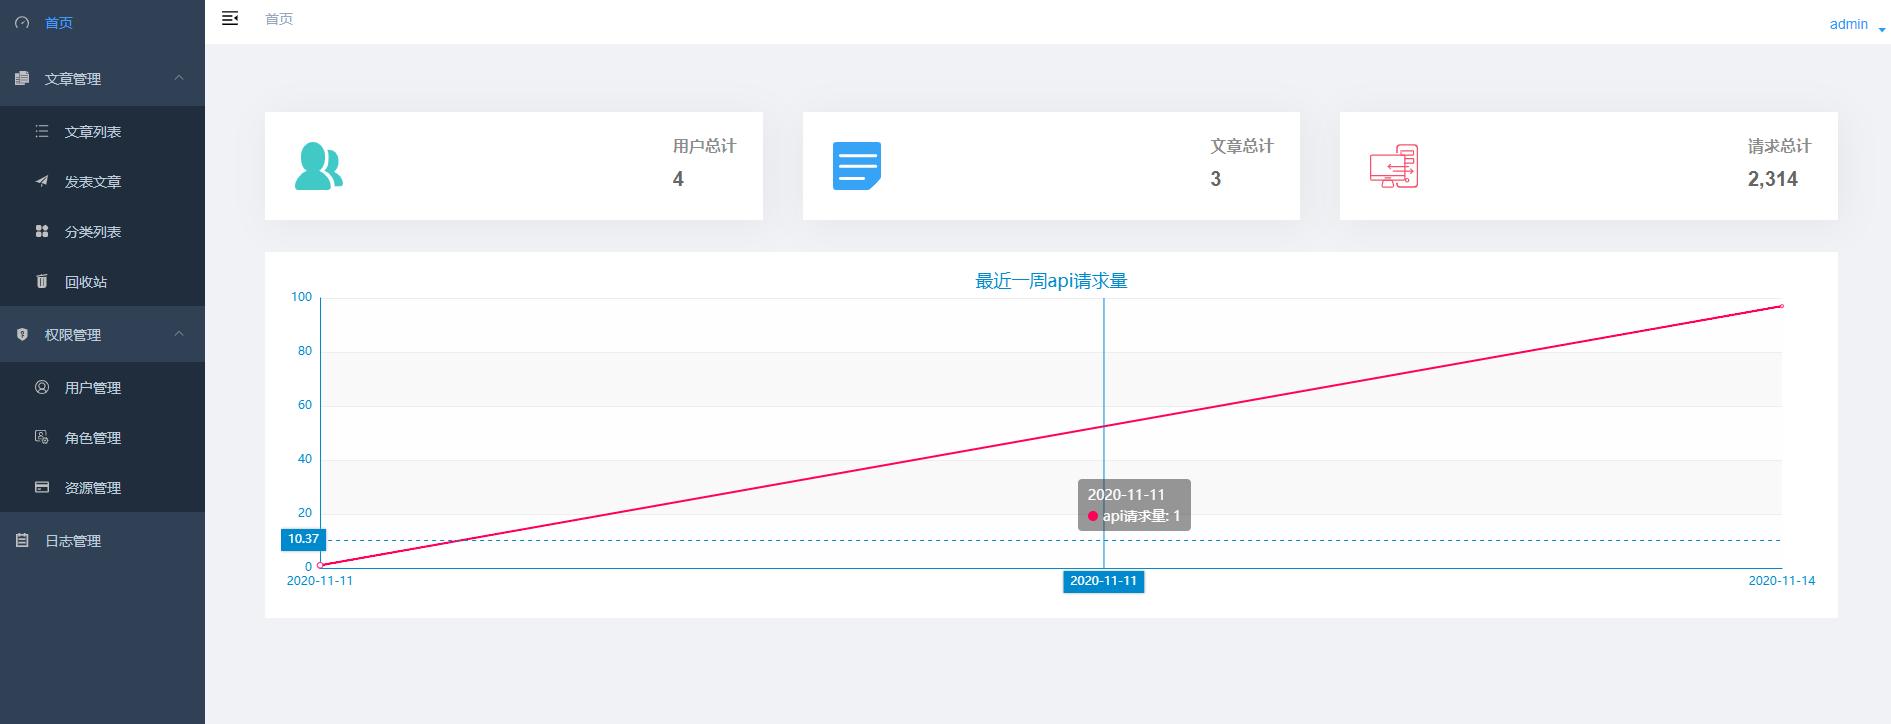 首页
文章管理
文章列表
发表文章
分类列表
回收站
权限管理
用户管理
角色管理
资源管理
日志管理
首页
admin
用户总计
4
文章总计
3
请求总计
2,314
最近一周api请求量
100
80
60
40
20
0
10.37
2020-11-11
api请求量: 1
2020-11-11
2020-11-11
2020-11-14